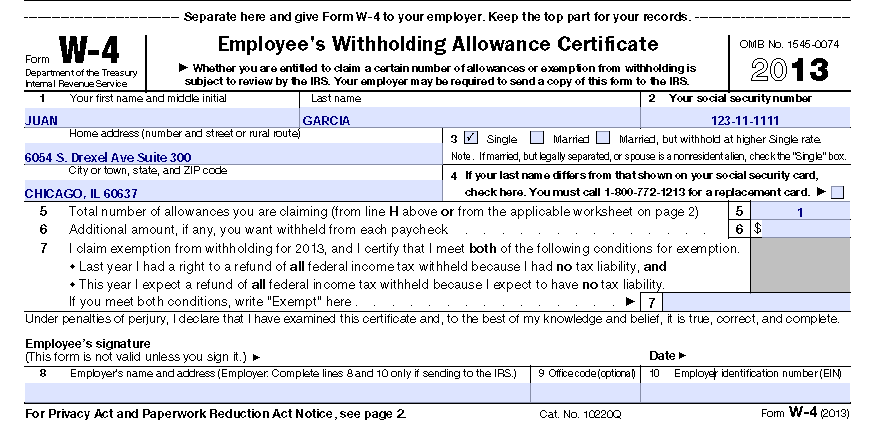 Separate here and give Form W-4 to your employer. Keep the top part for your records.
Form W-4
Department of the Treasury
Internal Revenue Service
Employee's Withholding Allowance Certificate
▶ Whether you are entitled to claim a certain number of allowances or exemption from withholding is
subject to review by the IRS. Your employer may be required to send a copy of this form to the IRS.
OMB No. 1545-0074
2013
1 Your first name and middle initial
JUAN
Last name
GARCIA
2 Your social security number
123-11-1111
Home address (number and street or rural route)
6054 S. Drexel Ave Suite 300
3 ✓ Single Married Married, but withhold at higher Single rate.
Note. If married, but legally separated, or spouse is a nonresident alien, check the "Single" box.
City or town, state, and ZIP code
CHICAGO, IL 60637
4 If your last name differs from that shown on your social security card,
check here. You must call 1-800-772-1213 for a replacement card. ▶
5 Total number of allowances you are claiming (from line H above or from the applicable worksheet on page 2) 5 1
6 Additional amount, if any, you want withheld from each paycheck . . . . . . . . . . . . . . 6 $
7 I claim exemption from withholding for 2013, and I certify that I meet both of the following conditions for exemption.
• Last year I had a right to a refund of all federal income tax withheld because I had no tax liability, and
• This year I expect a refund of all federal income tax withheld because I expect to have no tax liability.
If you meet both conditions, write "Exempt" here . . . . . . . . . . . . . . . ▶ 7
Under penalties of perjury, I declare that I have examined this certificate and, to the best of my knowledge and belief, it is true, correct, and complete.
Employee's signature
(This form is not valid unless you sign it.) ▶
Date ▶
8 Employer's name and address (Employer: Complete lines 8 and 10 only if sending to the IRS.)
9 Office code (optional)
10 Employer identification number (EIN)
For Privacy Act and Paperwork Reduction Act Notice, see page 2.
Cat. No. 10220Q
Form W-4 (2013)